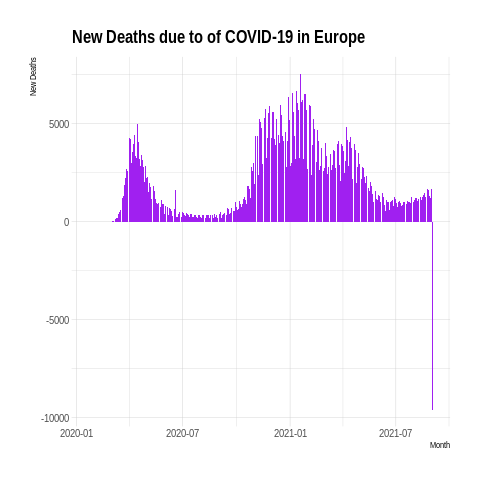 New Deaths due to of COVID-19 in Europe
New Deaths
5000
0
-5000
-10000
2020-01 2020-07 2021-01 2021-07
Month